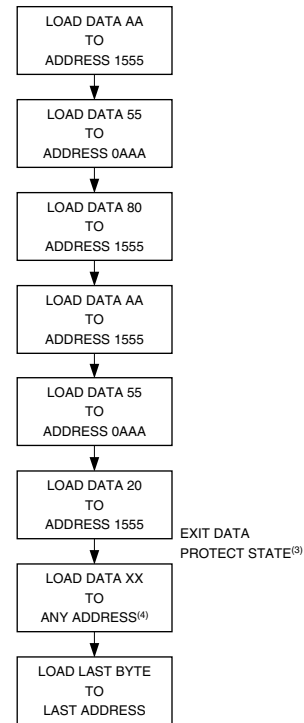 LOAD DATA AA
TO
ADDRESS 1555
LOAD DATA 55
TO
ADDRESS 0AAA
LOAD DATA 80
TO
ADDRESS 1555
LOAD DATA AA
TO
ADDRESS 1555
LOAD DATA 55
TO
ADDRESS 0AAA
LOAD DATA 20
TO
ADDRESS 1555
EXIT DATA
PROTECT STATE(3)
LOAD DATA XX
TO
ANY ADDRESS(4)
LOAD LAST BYTE
TO
LAST ADDRESS